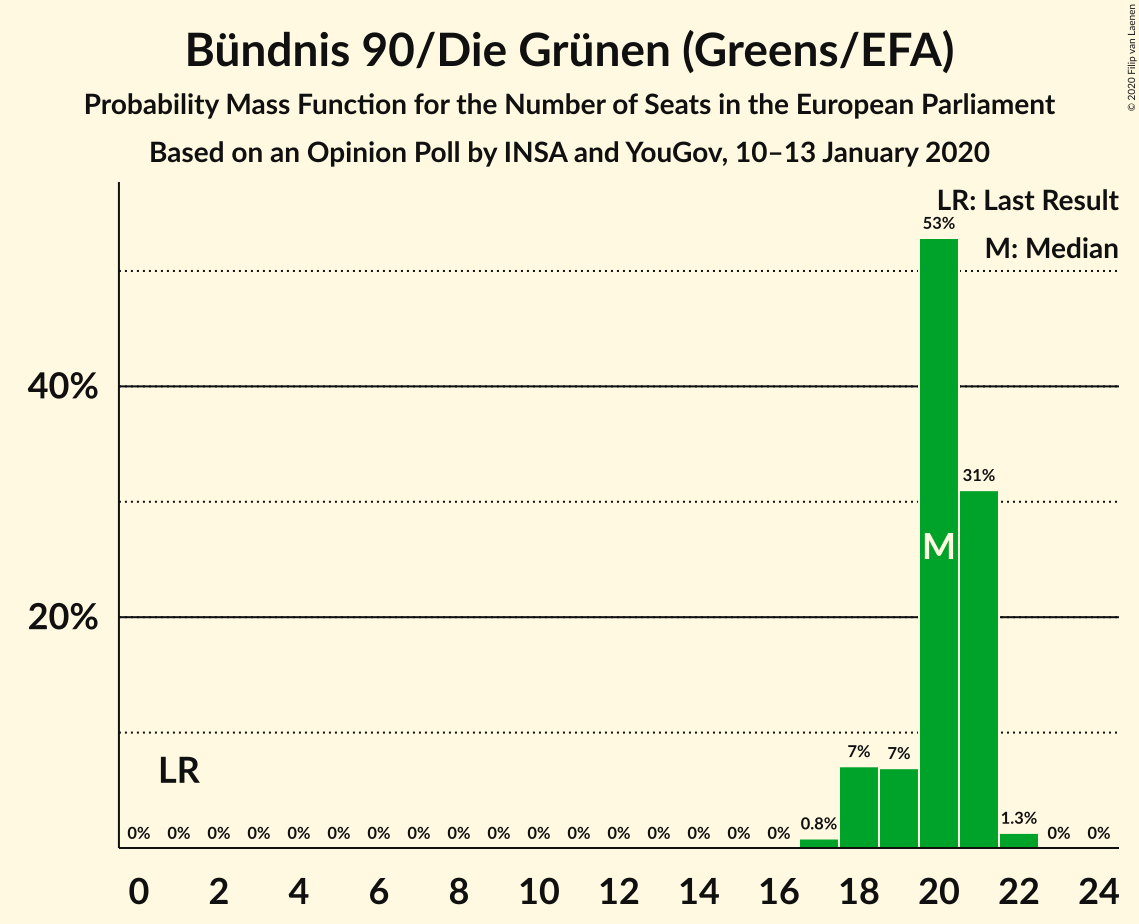 Bündnis 90/Die Grünen (Greens/EFA)
Probability Mass Function for the Number of Seats in the European Parliament
Based on an Opinion Poll by INSA and YouGov, 10–13 January 2020
© 2020 Filip van Laenen
LR: Last Result
M: Median
53%
40%
31%
M
20%
LR
0% 0% 0% 0% 0% 0% 0% 0% 0% 0% 0% 0% 0% 0% 0% 0% 0% 0.8% 7% 7% 1.3% 0% 0%
0 2 4 6 8 10 12 14 16 18 20 22 24